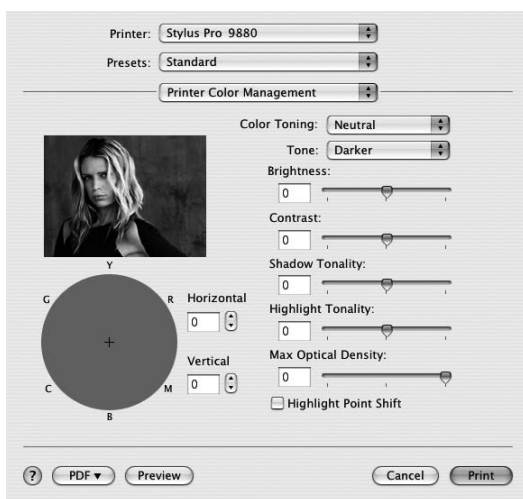 Printer: Stylus Pro 9880
Presets: Standard
Printer Color Management
Color Toning: Neutral
Tone: Darker
Brightness:
0
Contrast:
0
Shadow Tonality:
0
Highlight Tonality:
0
Max Optical Density:
0
Highlight Point Shift
Y
G
R
C
M
B
Horizontal
0
Vertical
0
? PDF▼ Preview Cancel Print